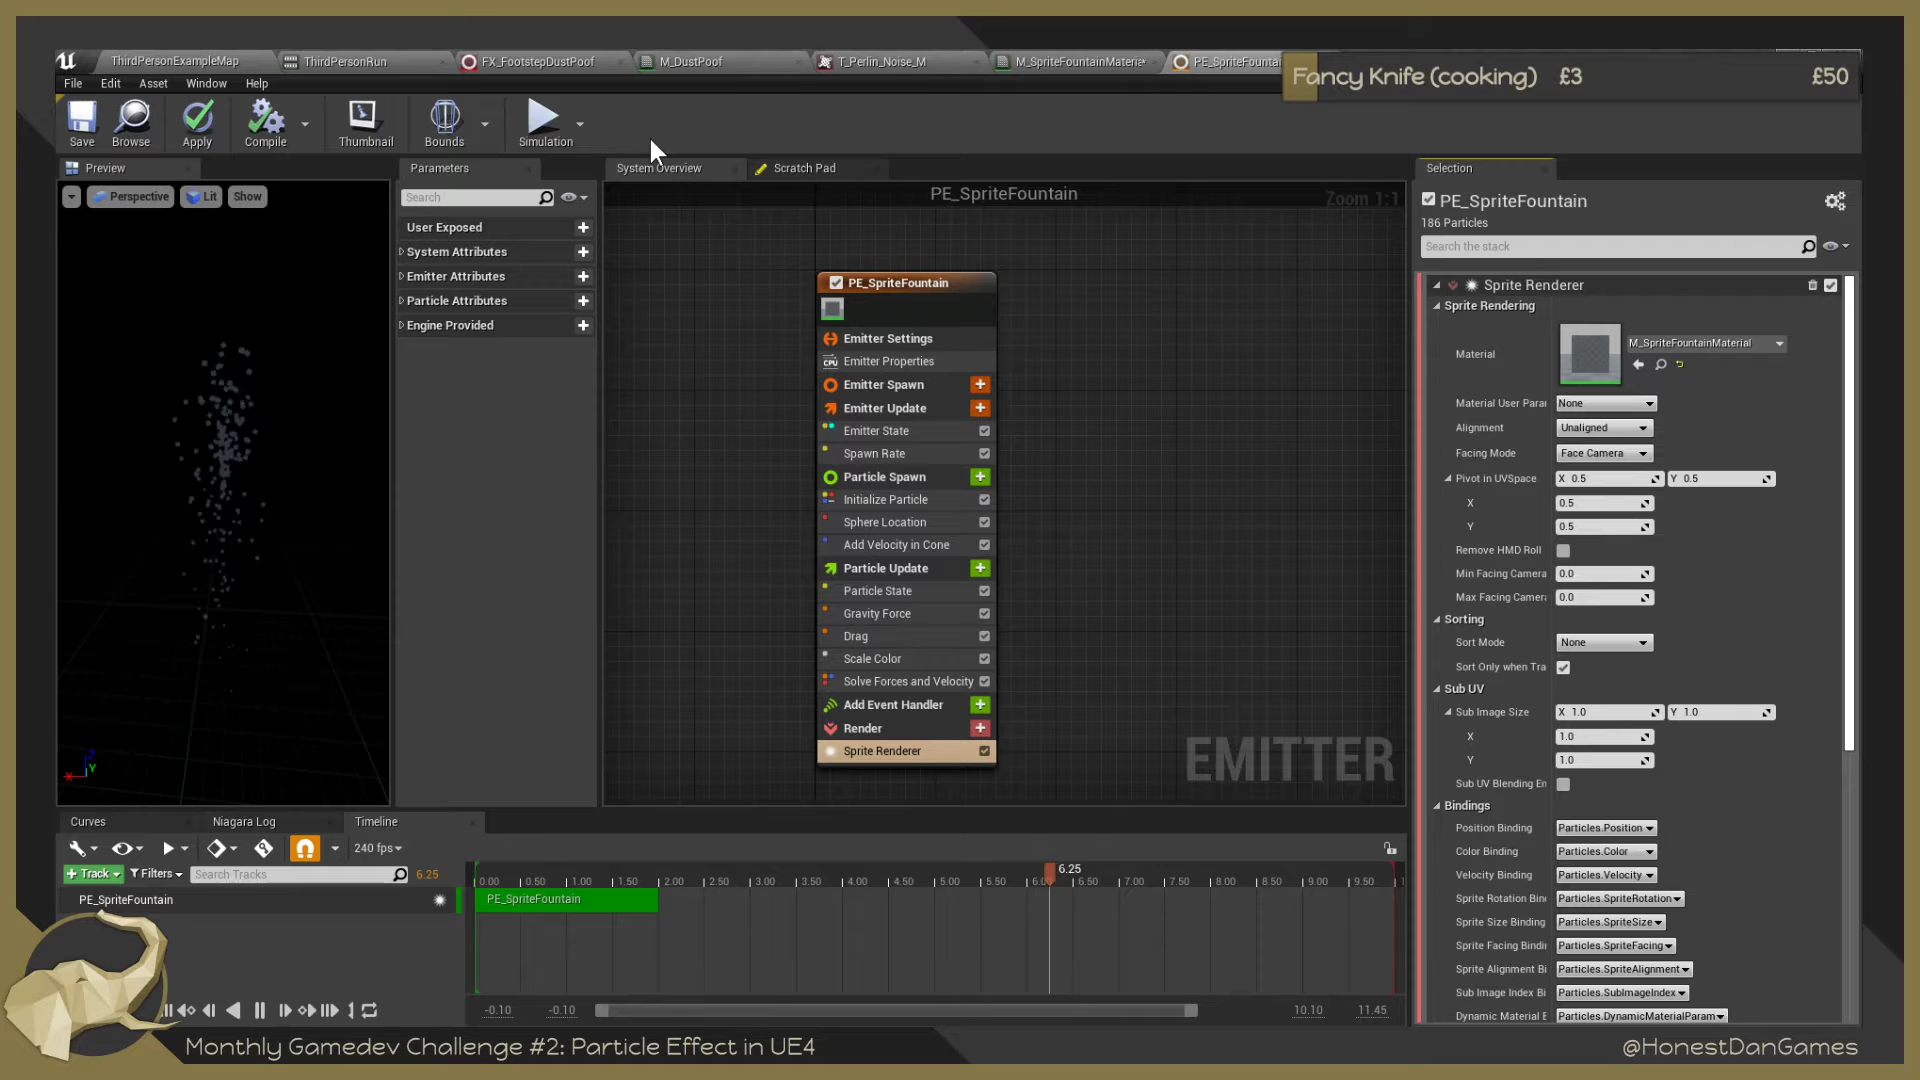 ThirdPersonExampleMap
ThirdPersonRun
FX_FootstepDustPoof
M_DustPoof
T_Perlin_Noise_M
M_SpriteFountainMateria*
PE_SpriteFountai
Fancy Knife (cooking) £3 £50
File Edit Asset Window Help
Save Browse Apply Compile Thumbnail Bounds Simulation
Preview
Parameters
System Overview
Scratch Pad
Selection
Perspective Lit Show
Search
PE_SpriteFountain
Zoom 1:1
PE_SpriteFountain
186 Particles
Search the stack
User Exposed
System Attributes
Emitter Attributes
Particle Attributes
Engine Provided
PE_SpriteFountain
Emitter Settings
Emitter Properties
Emitter Spawn
Emitter Update
Emitter State
Spawn Rate
Particle Spawn
Initialize Particle
Sphere Location
Add Velocity in Cone
Particle Update
Particle State
Gravity Force
Drag
Scale Color
Solve Forces and Velocity
Add Event Handler
Render
Sprite Renderer
EMITTER
Sprite Renderer
Sprite Rendering
Material M_SpriteFountainMaterial
Material User Para None
Alignment Unaligned
Facing Mode Face Camera
Pivot in UVSpace X 0.5 Y 0.5
X 0.5
Y 0.5
Remove HMD Roll
Min Facing Camera 0.0
Max Facing Camera 0.0
Sorting
Sort Mode None
Sort Only when Tra
Sub UV
Sub Image Size X 1.0 Y 1.0
X 1.0
Y 1.0
Sub UV Blending En
Bindings
Position Binding Particles.Position
Color Binding Particles.Color
Velocity Binding Particles.Velocity
Sprite Rotation Bin Particles.SpriteRotation
Sprite Size Binding Particles.SpriteSize
Sprite Facing Bindi Particles.SpriteFacing
Sprite Alignment Bi Particles.SpriteAlignment
Sub Image Index Bi Particles.SubImageIndex
Dynamic Material B Particles.DynamicMaterialParam
Curves
Niagara Log
Timeline
240 fps
Track Filters Search Tracks 6.25
6.25
0.00 0.50 1.00 1.50 2.00 2.50 3.00 3.50 4.00 4.50 5.00 5.50 6.0 6.50 7.00 7.50 8.00 8.50 9.00 9.50 1
PE_SpriteFountain
PE_SpriteFountain
-0.10 -0.10 10.10 11.45
Monthly Gamedev Challenge #2: Particle Effect in UE4
@HonestDanGames